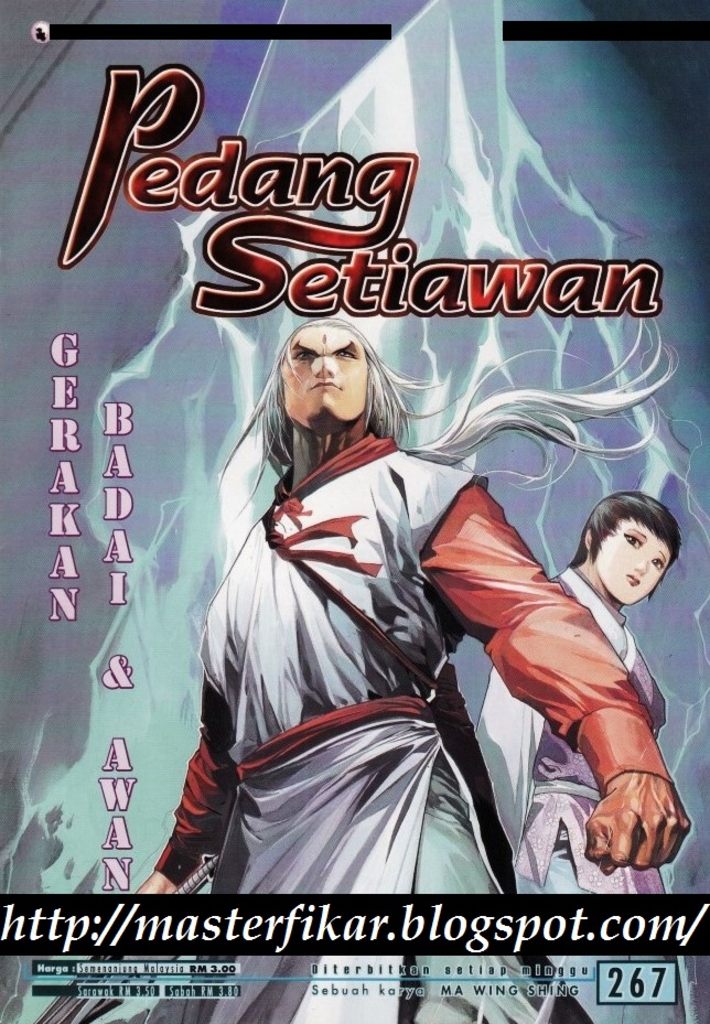 Pedang
Setiawan
GERAKAN
BADAI & AWAN
http://masterfikar.blogspot.com/
Harga : Semenanjung Malaysia RM 3.00
Sarawak RM 3.50 Sabah RM 3.80
Diterbitkan setiap minggu
Sebuah karya MA WING SHING
267